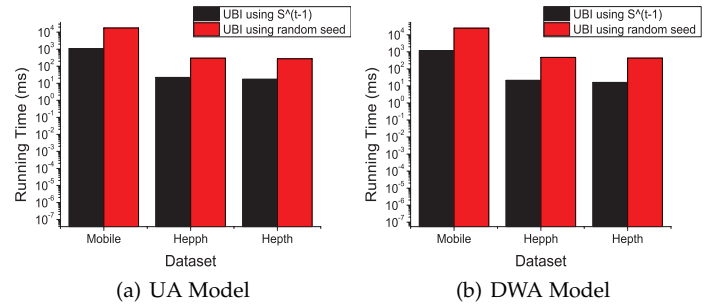 UBI using S^(t-1)
UBI using random seed
Running Time (ms)
10^4
10^3
10^2
10^1
10^0
10^-1
10^-2
10^-3
10^-4
10^-5
10^-6
10^-7
Mobile Hepph Hepth
Dataset
(a) UA Model
UBI using S^(t-1)
UBI using random seed
Running Time (ms)
10^4
10^3
10^2
10^1
10^0
10^-1
10^-2
10^-3
10^-4
10^-5
10^-6
10^-7
Mobile Hepph Hepth
Dataset
(b) DWA Model